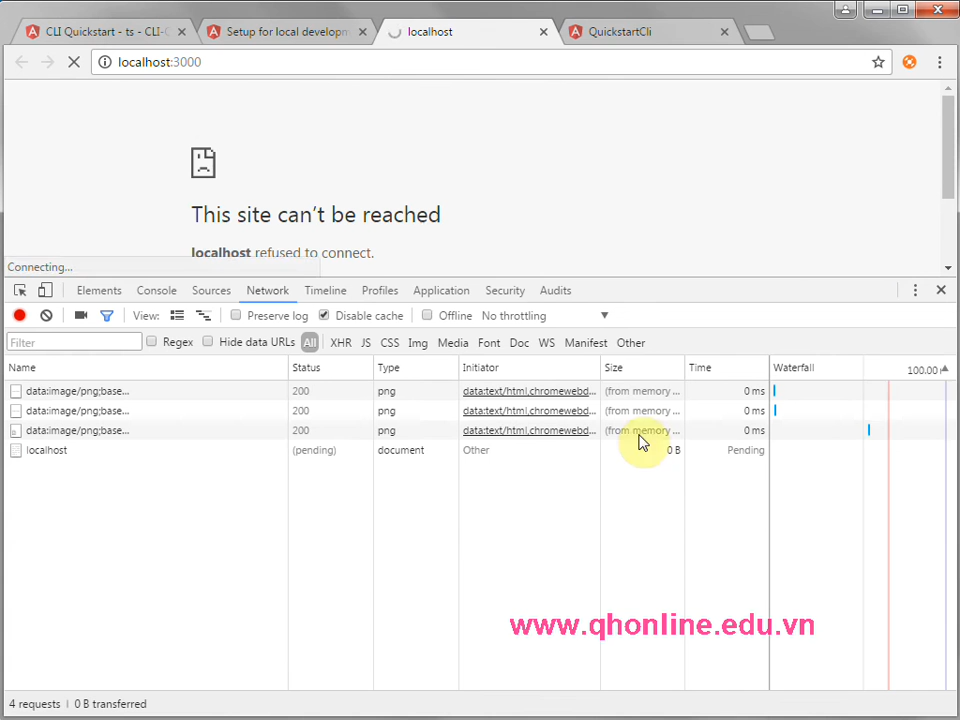 CLI Quickstart - ts - CLI-Q
Setup for local developm
localhost
QuickstartCli
localhost:3000
This site can't be reached
localhost refused to connect.
Connecting...
Elements Console Sources Network Timeline Profiles Application Security Audits
View: Preserve log Disable cache Offline No throttling
Filter Regex Hide data URLs All XHR JS CSS Img Media Font Doc WS Manifest Other
Name Status Type Initiator Size Time Waterfall 100.00
data:image/png;base... 200 png data:text/html,chromewebd... (from memory ... 0 ms
data:image/png;base... 200 png data:text/html,chromewebd... (from memory ... 0 ms
data:image/png;base... 200 png data:text/html,chromewebd... (from memory ... 0 ms
localhost (pending) document Other 0 B Pending
www.qhonline.edu.vn
4 requests | 0 B transferred